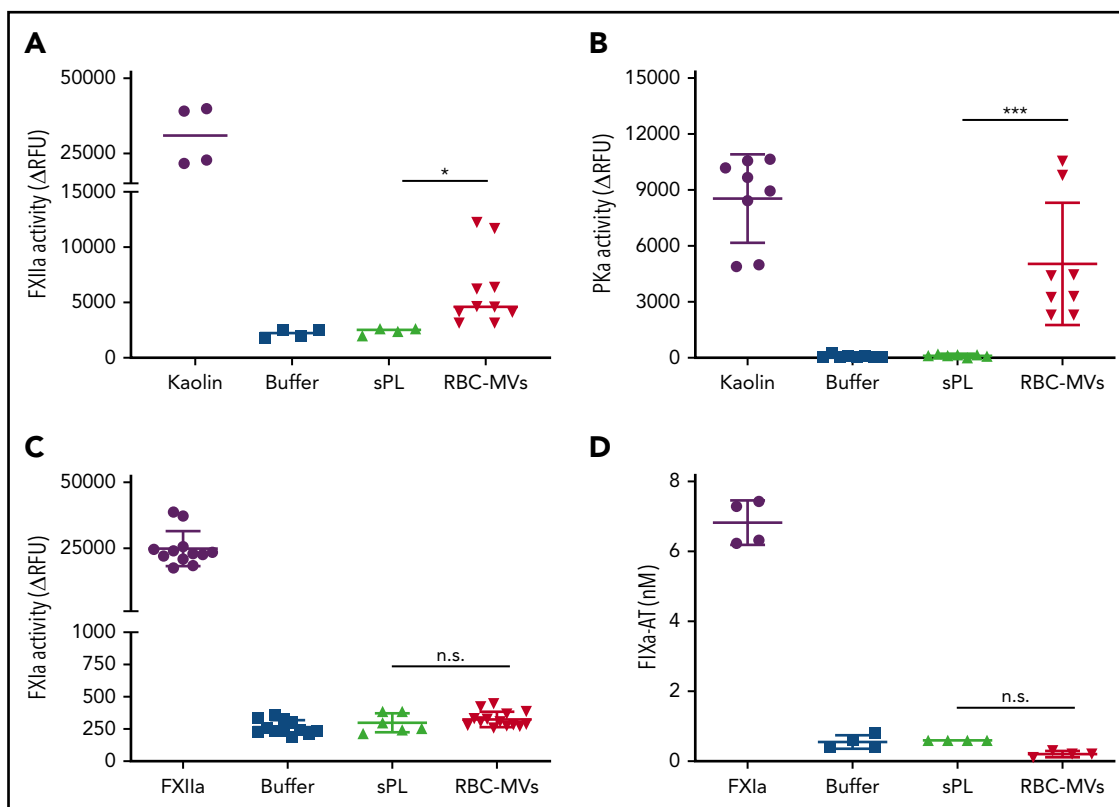 A
FXIIa activity (ΔRFU)
50000
25000
15000
10000
5000
0
*
Kaolin Buffer sPL RBC-MVs
B
PKa activity (ΔRFU)
15000
12000
9000
6000
3000
0
***
Kaolin Buffer sPL RBC-MVs
C
FXIa activity (ΔRFU)
50000
25000
1000
750
500
250
0
n.s.
FXIIa Buffer sPL RBC-MVs
D
FIXa-AT (nM)
8
6
4
2
0
n.s.
FXIa Buffer sPL RBC-MVs